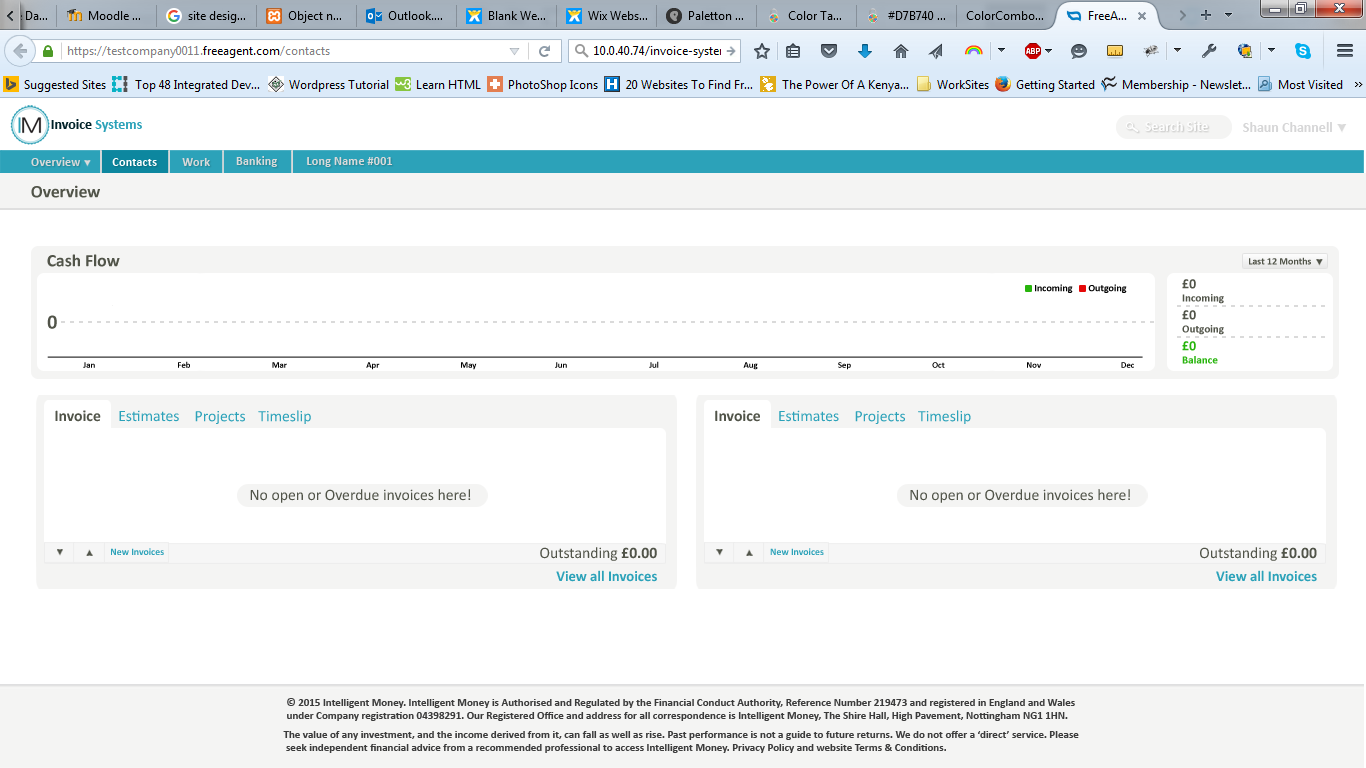 Da...
Moodle ...
site desig...
Object n...
Outlook....
Blank We...
Wix Webs...
Paletton ...
Color Ta...
#D7B740 ...
ColorCombo...
FreeA...
https://testcompany0011.freeagent.com/contacts
10.0.40.74/invoice-syste
ABP
Suggested Sites
Top 48 Integrated Dev...
Wordpress Tutorial
Learn HTML
PhotoShop Icons
20 Websites To Find Fr...
The Power Of A Kenya...
WorkSites
Getting Started
Membership - Newslet...
Most Visited
IM Invoice Systems
Search Site
Shaun Channell ▼
Overview ▼
Contacts
Work
Banking
Long Name #001
Overview
Cash Flow
Last 12 Months ▼
Incoming
Outgoing
0
Jan Feb Mar Apr May Jun Jul Aug Sep Oct Nov Dec
£0
Incoming
£0
Outgoing
£0
Balance
Invoice Estimates Projects Timeslip
No open or Overdue invoices here!
▼ ▲ New Invoices Outstanding £0.00
View all Invoices
Invoice Estimates Projects Timeslip
No open or Overdue invoices here!
▼ ▲ New Invoices Outstanding £0.00
View all Invoices
© 2015 Intelligent Money. Intelligent Money is Authorised and Regulated by the Financial Conduct Authority, Reference Number 219473 and registered in England and Wales
under Company registration 04398291. Our Registered Office and address for all correspondence is Intelligent Money, The Shire Hall, High Pavement, Nottingham NG1 1HN.
The value of any investment, and the income derived from it, can fall as well as rise. Past performance is not a guide to future returns. We do not offer a ‘direct’ service. Please
seek independent financial advice from a recommended professional to access Intelligent Money. Privacy Policy and website Terms & Conditions.